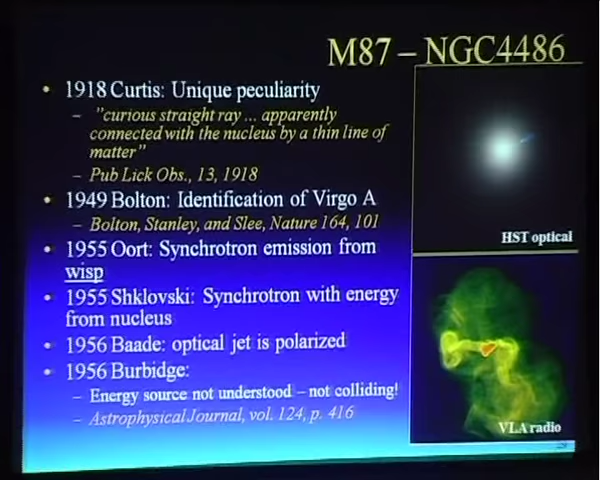 M87 – NGC4486
• 1918 Curtis: Unique peculiarity
– "curious straight ray ... apparently
connected with the nucleus by a thin line of
matter"
– Pub Lick Obs., 13, 1918
• 1949 Bolton: Identification of Virgo A
– Bolton, Stanley, and Slee, Nature 164, 101
• 1955 Oort: Synchrotron emission from
wisp
• 1955 Shklovski: Synchrotron with energy
from nucleus
• 1956 Baade: optical jet is polarized
• 1956 Burbidge:
– Energy source not understood – not colliding!
– Astrophysical Journal, vol. 124, p. 416
HST optical
VLA radio